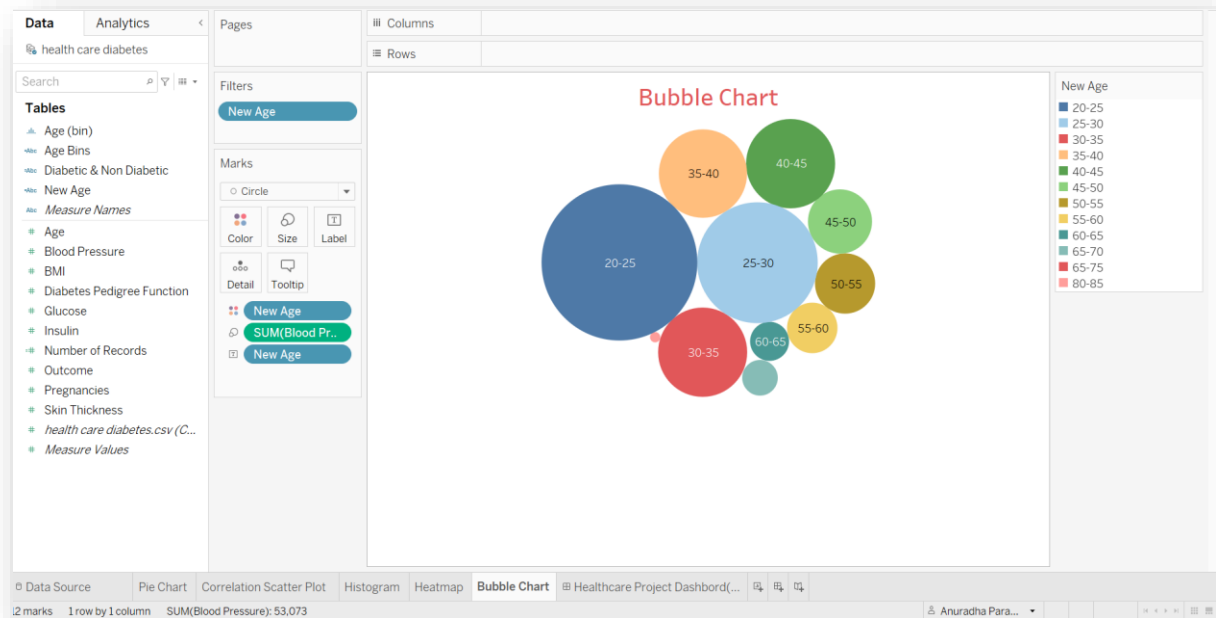 Data Analytics
health care diabetes
Search
Tables
Age (bin)
Age Bins
Diabetic & Non Diabetic
New Age
Measure Names
Age
Blood Pressure
BMI
Diabetes Pedigree Function
Glucose
Insulin
Number of Records
Outcome
Pregnancies
Skin Thickness
health care diabetes.csv (C...
Measure Values
Pages
Filters
New Age
Marks
Circle
Color Size Label
Detail Tooltip
New Age
SUM(Blood Pr..
New Age
Columns
Rows
Bubble Chart
35-40
40-45
45-50
20-25
25-30
50-55
55-60
60-65
30-35
New Age
20-25
25-30
30-35
35-40
40-45
45-50
50-55
55-60
60-65
65-70
65-75
80-85
Data Source Pie Chart Correlation Scatter Plot Histogram Heatmap Bubble Chart Healthcare Project Dashbord(...
marks 1 row by 1 column SUM(Blood Pressure): 53,073 Anuradha Para...